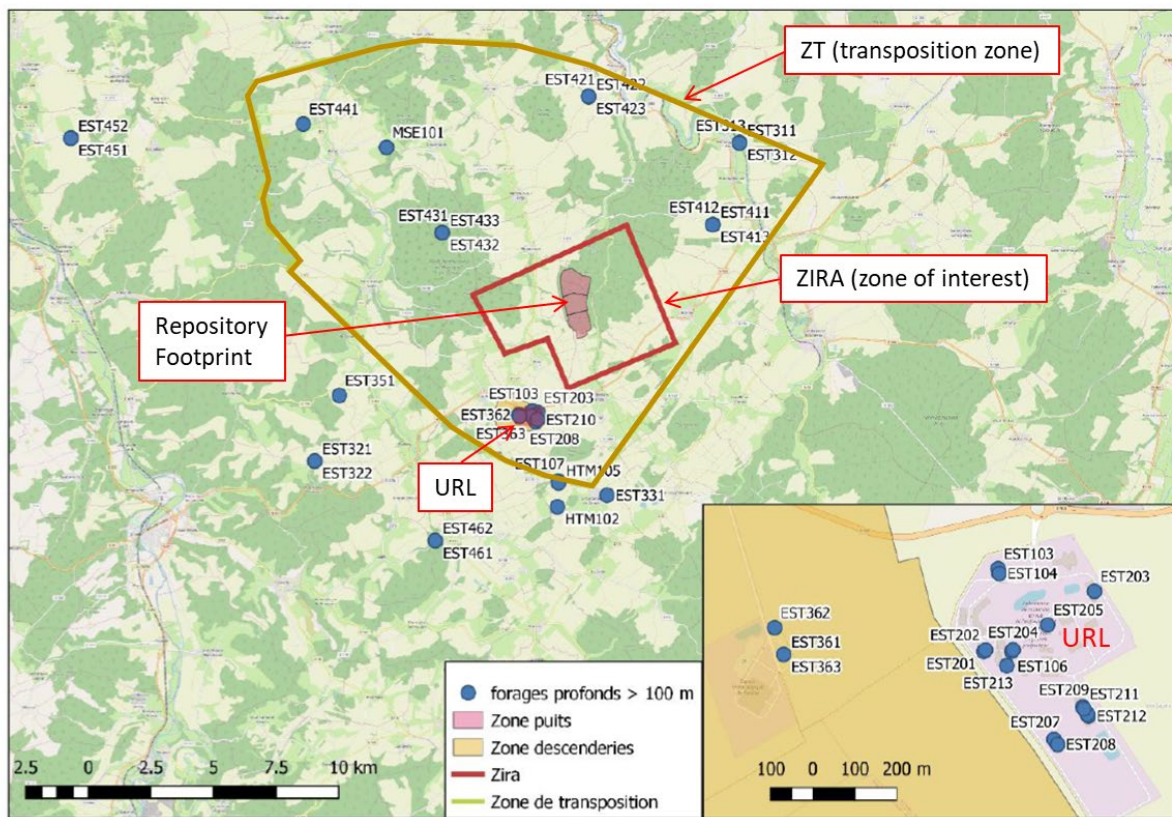 ZT (transposition zone)
EST421
EST422
EST423
EST441
EST452
EST451
MSE101
EST313
EST311
EST312
EST431
EST433
EST432
EST412
EST411
EST413
ZIRA (zone of interest)
Repository
Footprint
EST351
EST103
EST203
EST362
EST210
EST363
EST208
EST321
EST322
URL
EST107
HTM105
EST331
HTM102
EST462
EST461
forages profonds > 100 m
Zone puits
Zone descenderies
Zira
Zone de transposition
2.5 0 2.5 5 7.5 10 km
EST103
EST104
EST203
EST205
EST362
EST202
EST204
URL
EST361
EST363
EST201
EST106
EST213
EST209
EST211
EST207
EST212
EST208
100 0 100 200 m